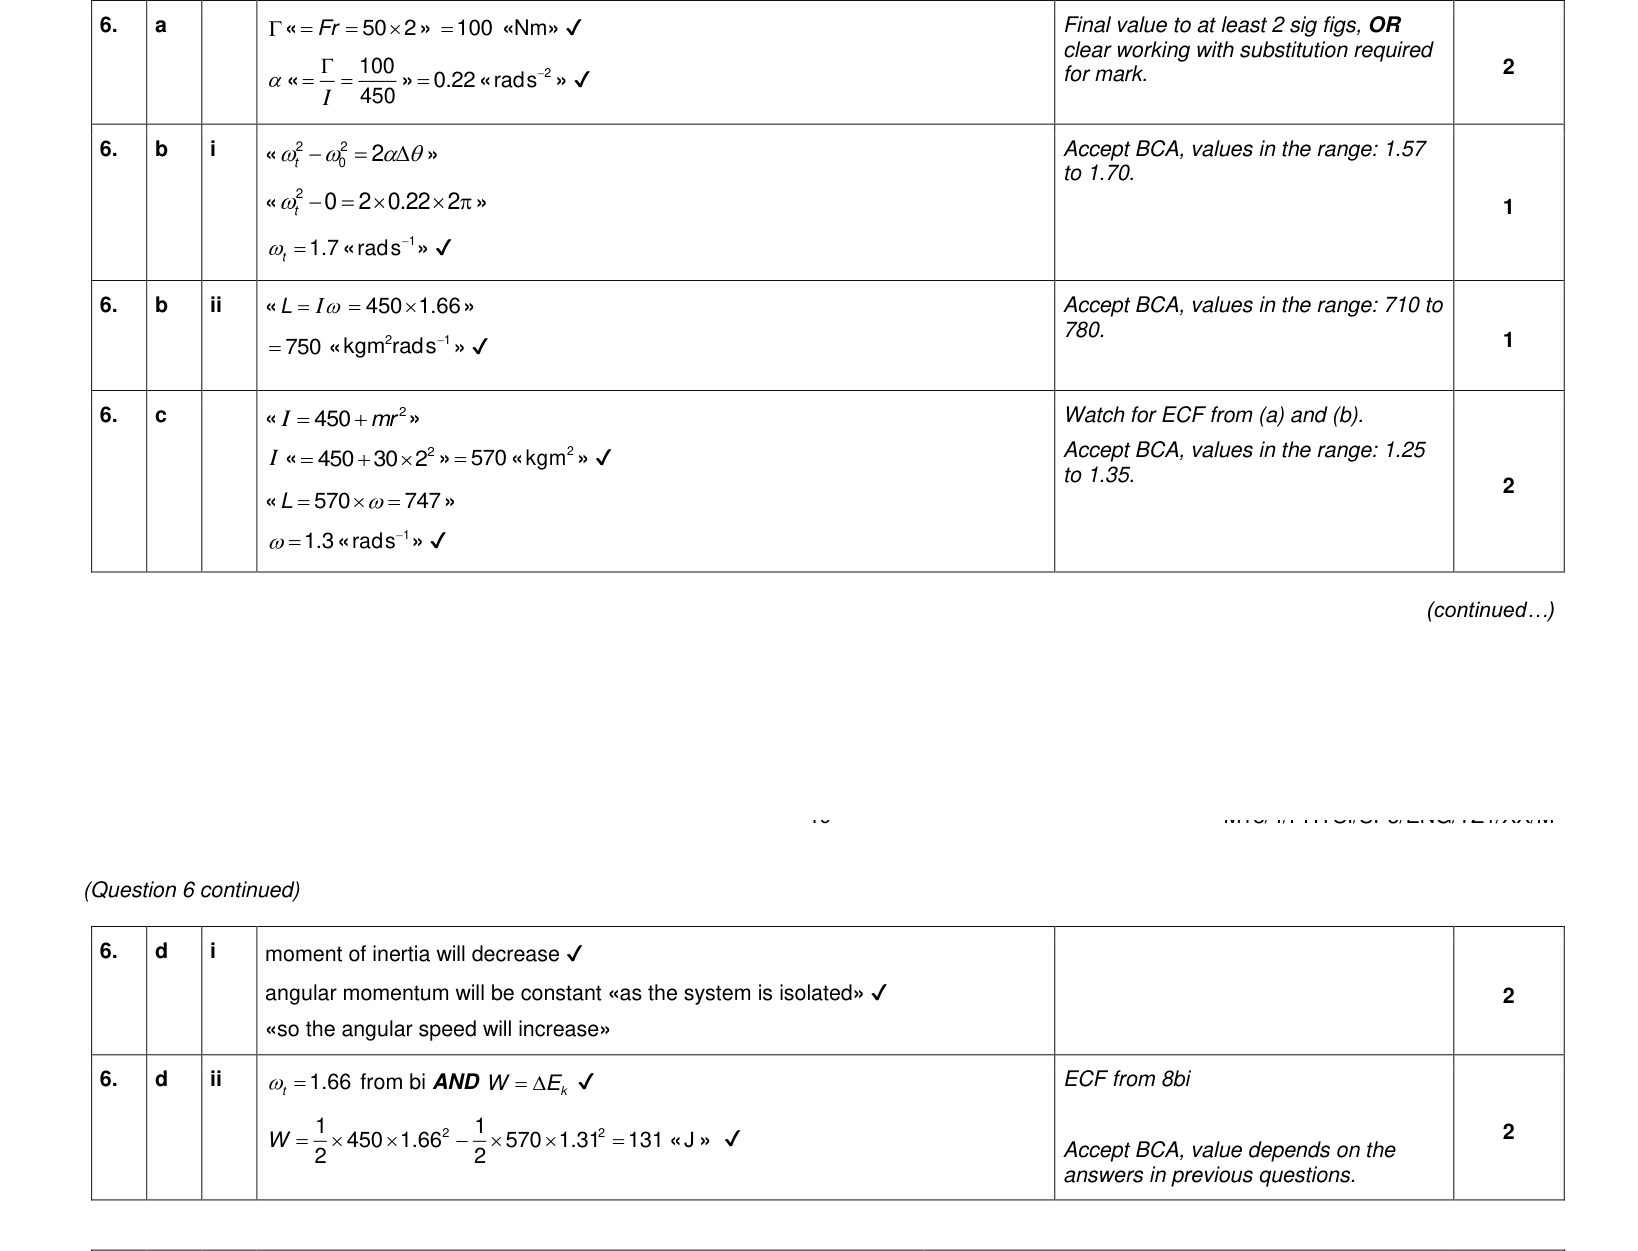 6. a Γ « = Fr = 50 × 2 » = 100 «Nm» ✓
α « = Γ/I = 100/450 » = 0.22 « rad s⁻² » ✓
Final value to at least 2 sig figs, OR
clear working with substitution required
for mark.
2
6. b i « ωₜ² − ω₀² = 2αΔθ »
« ωₜ² − 0 = 2 × 0.22 × 2π »
ωₜ = 1.7 « rad s⁻¹ » ✓
Accept BCA, values in the range: 1.57
to 1.70.
1
6. b ii « L = Iω = 450 × 1.66 »
= 750 « kgm² rad s⁻¹ » ✓
Accept BCA, values in the range: 710 to
780.
1
6. c « I = 450 + mr² »
I « = 450 + 30 × 2² » = 570 « kgm² » ✓
« L = 570 × ω = 747 »
ω = 1.3 « rad s⁻¹ » ✓
Watch for ECF from (a) and (b).
Accept BCA, values in the range: 1.25
to 1.35.
2
(continued…)
(Question 6 continued)
6. d i moment of inertia will decrease ✓
angular momentum will be constant «as the system is isolated» ✓
«so the angular speed will increase»
2
6. d ii ωₜ = 1.66 from bi AND W = ΔEₖ ✓
W = 1/2 × 450 × 1.66² − 1/2 × 570 × 1.31² = 131 « J » ✓
ECF from 8bi
Accept BCA, value depends on the
answers in previous questions.
2